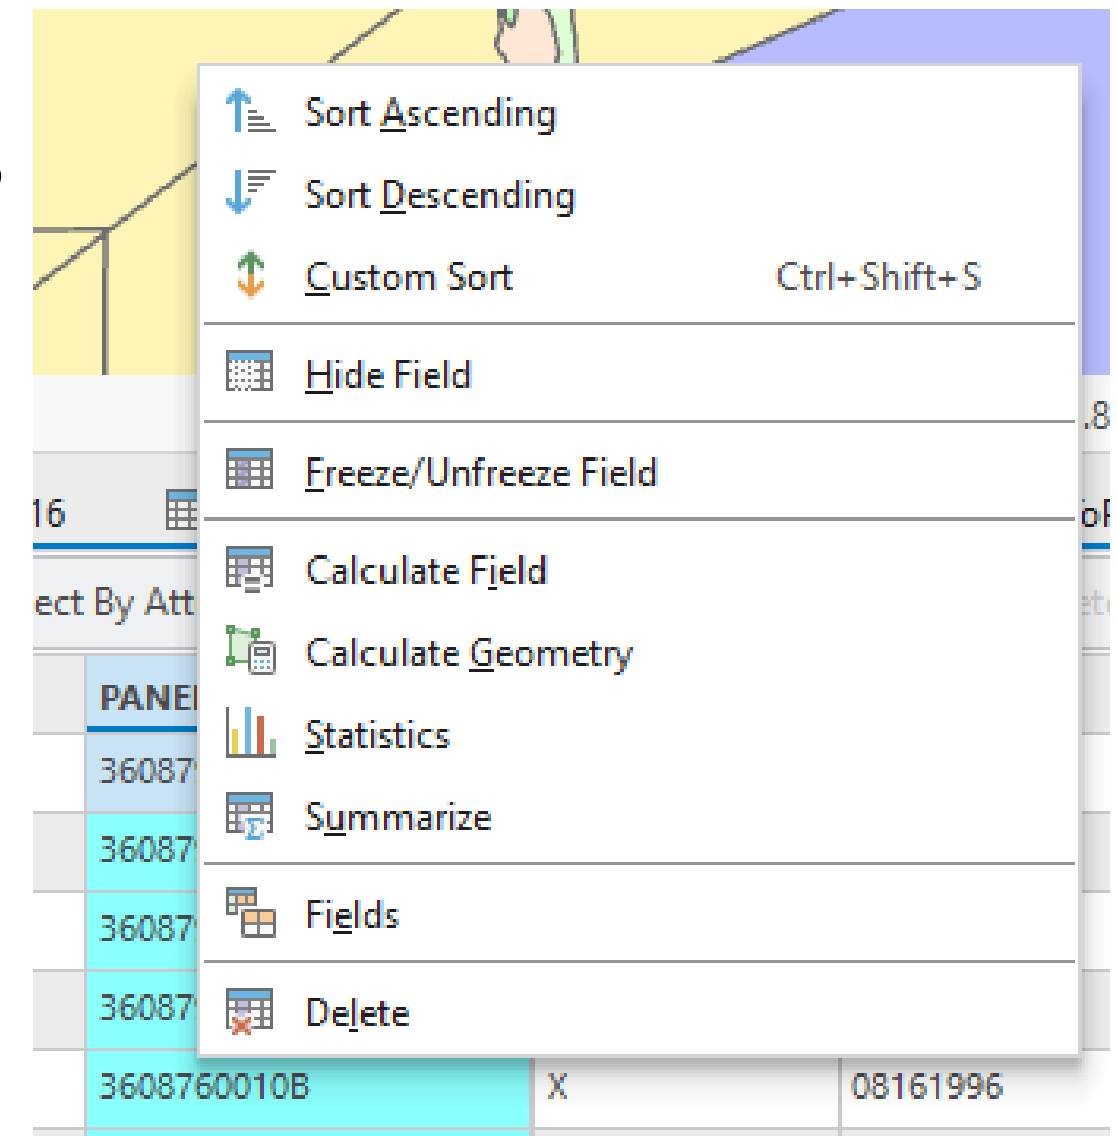 Sort Ascending
Sort Descending
Custom Sort Ctrl+Shift+S
Hide Field
.8
Freeze/Unfreeze Field
16
Calculate Field
ect By Att
Calculate Geometry
PANE
Statistics
36087
Summarize
36087
Fields
36087
36087
Delete
3608760010B X 08161996